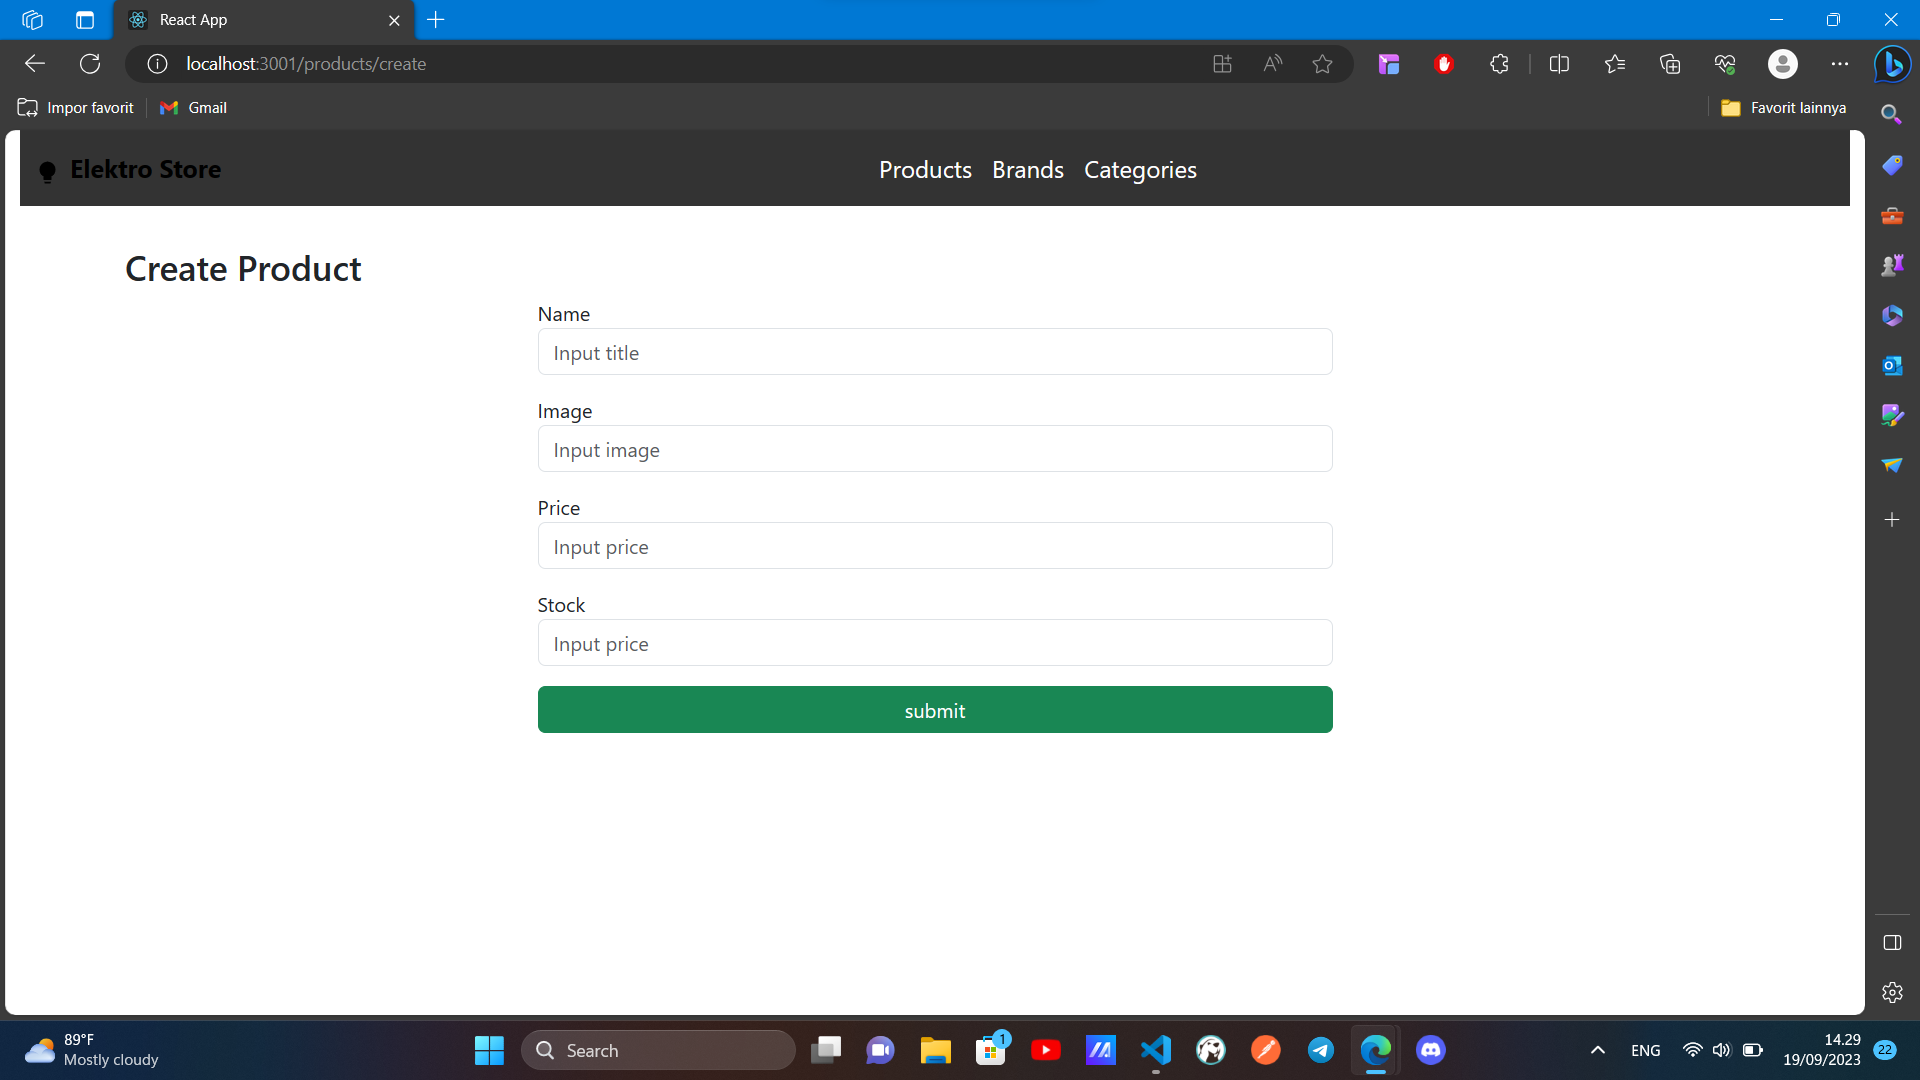 React App
localhost:3001/products/create
Impor favorit
Gmail
Favorit lainnya
Elektro Store
Products
Brands
Categories
Create Product
Name
Input title
Image
Input image
Price
Input price
Stock
Input price
submit
89°F
Mostly cloudy
Search
1
ENG
14.29
19/09/2023
22